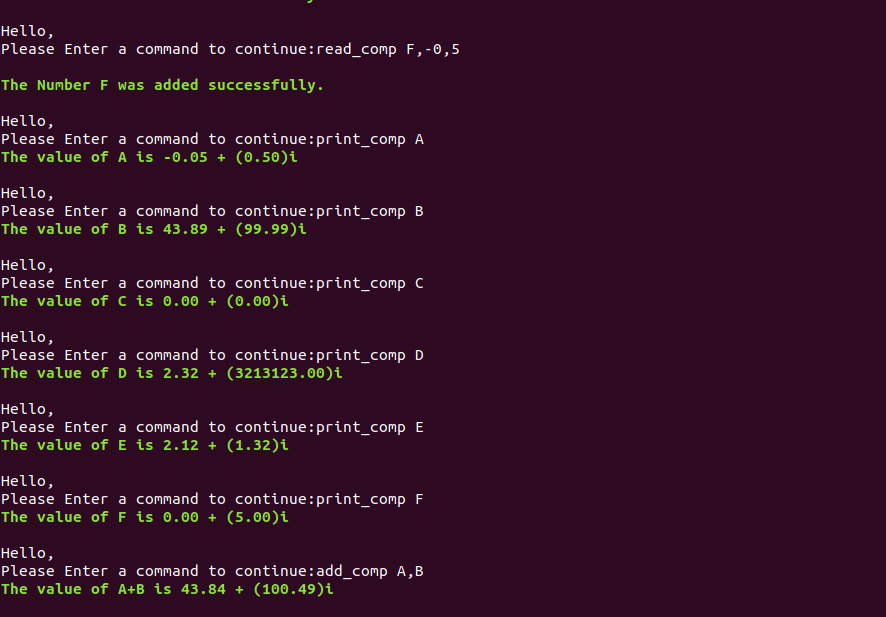 Hello,
Please Enter a command to continue:read_comp F,-0,5
The Number F was added successfully.
Hello,
Please Enter a command to continue:print_comp A
The value of A is -0.05 + (0.50)i
Hello,
Please Enter a command to continue:print_comp B
The value of B is 43.89 + (99.99)i
Hello,
Please Enter a command to continue:print_comp C
The value of C is 0.00 + (0.00)i
Hello,
Please Enter a command to continue:print_comp D
The value of D is 2.32 + (3213123.00)i
Hello,
Please Enter a command to continue:print_comp E
The value of E is 2.12 + (1.32)i
Hello,
Please Enter a command to continue:print_comp F
The value of F is 0.00 + (5.00)i
Hello,
Please Enter a command to continue:add_comp A,B
The value of A+B is 43.84 + (100.49)i